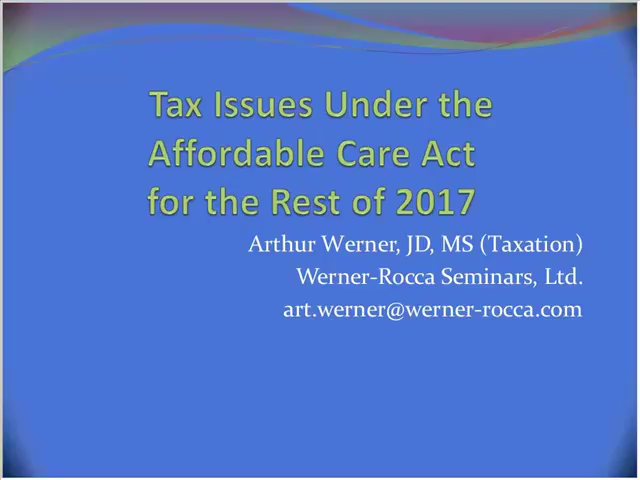 Tax Issues Under the
Affordable Care Act
for the Rest of 2017
Arthur Werner, JD, MS (Taxation)
Werner-Rocca Seminars, Ltd.
art.werner@werner-rocca.com